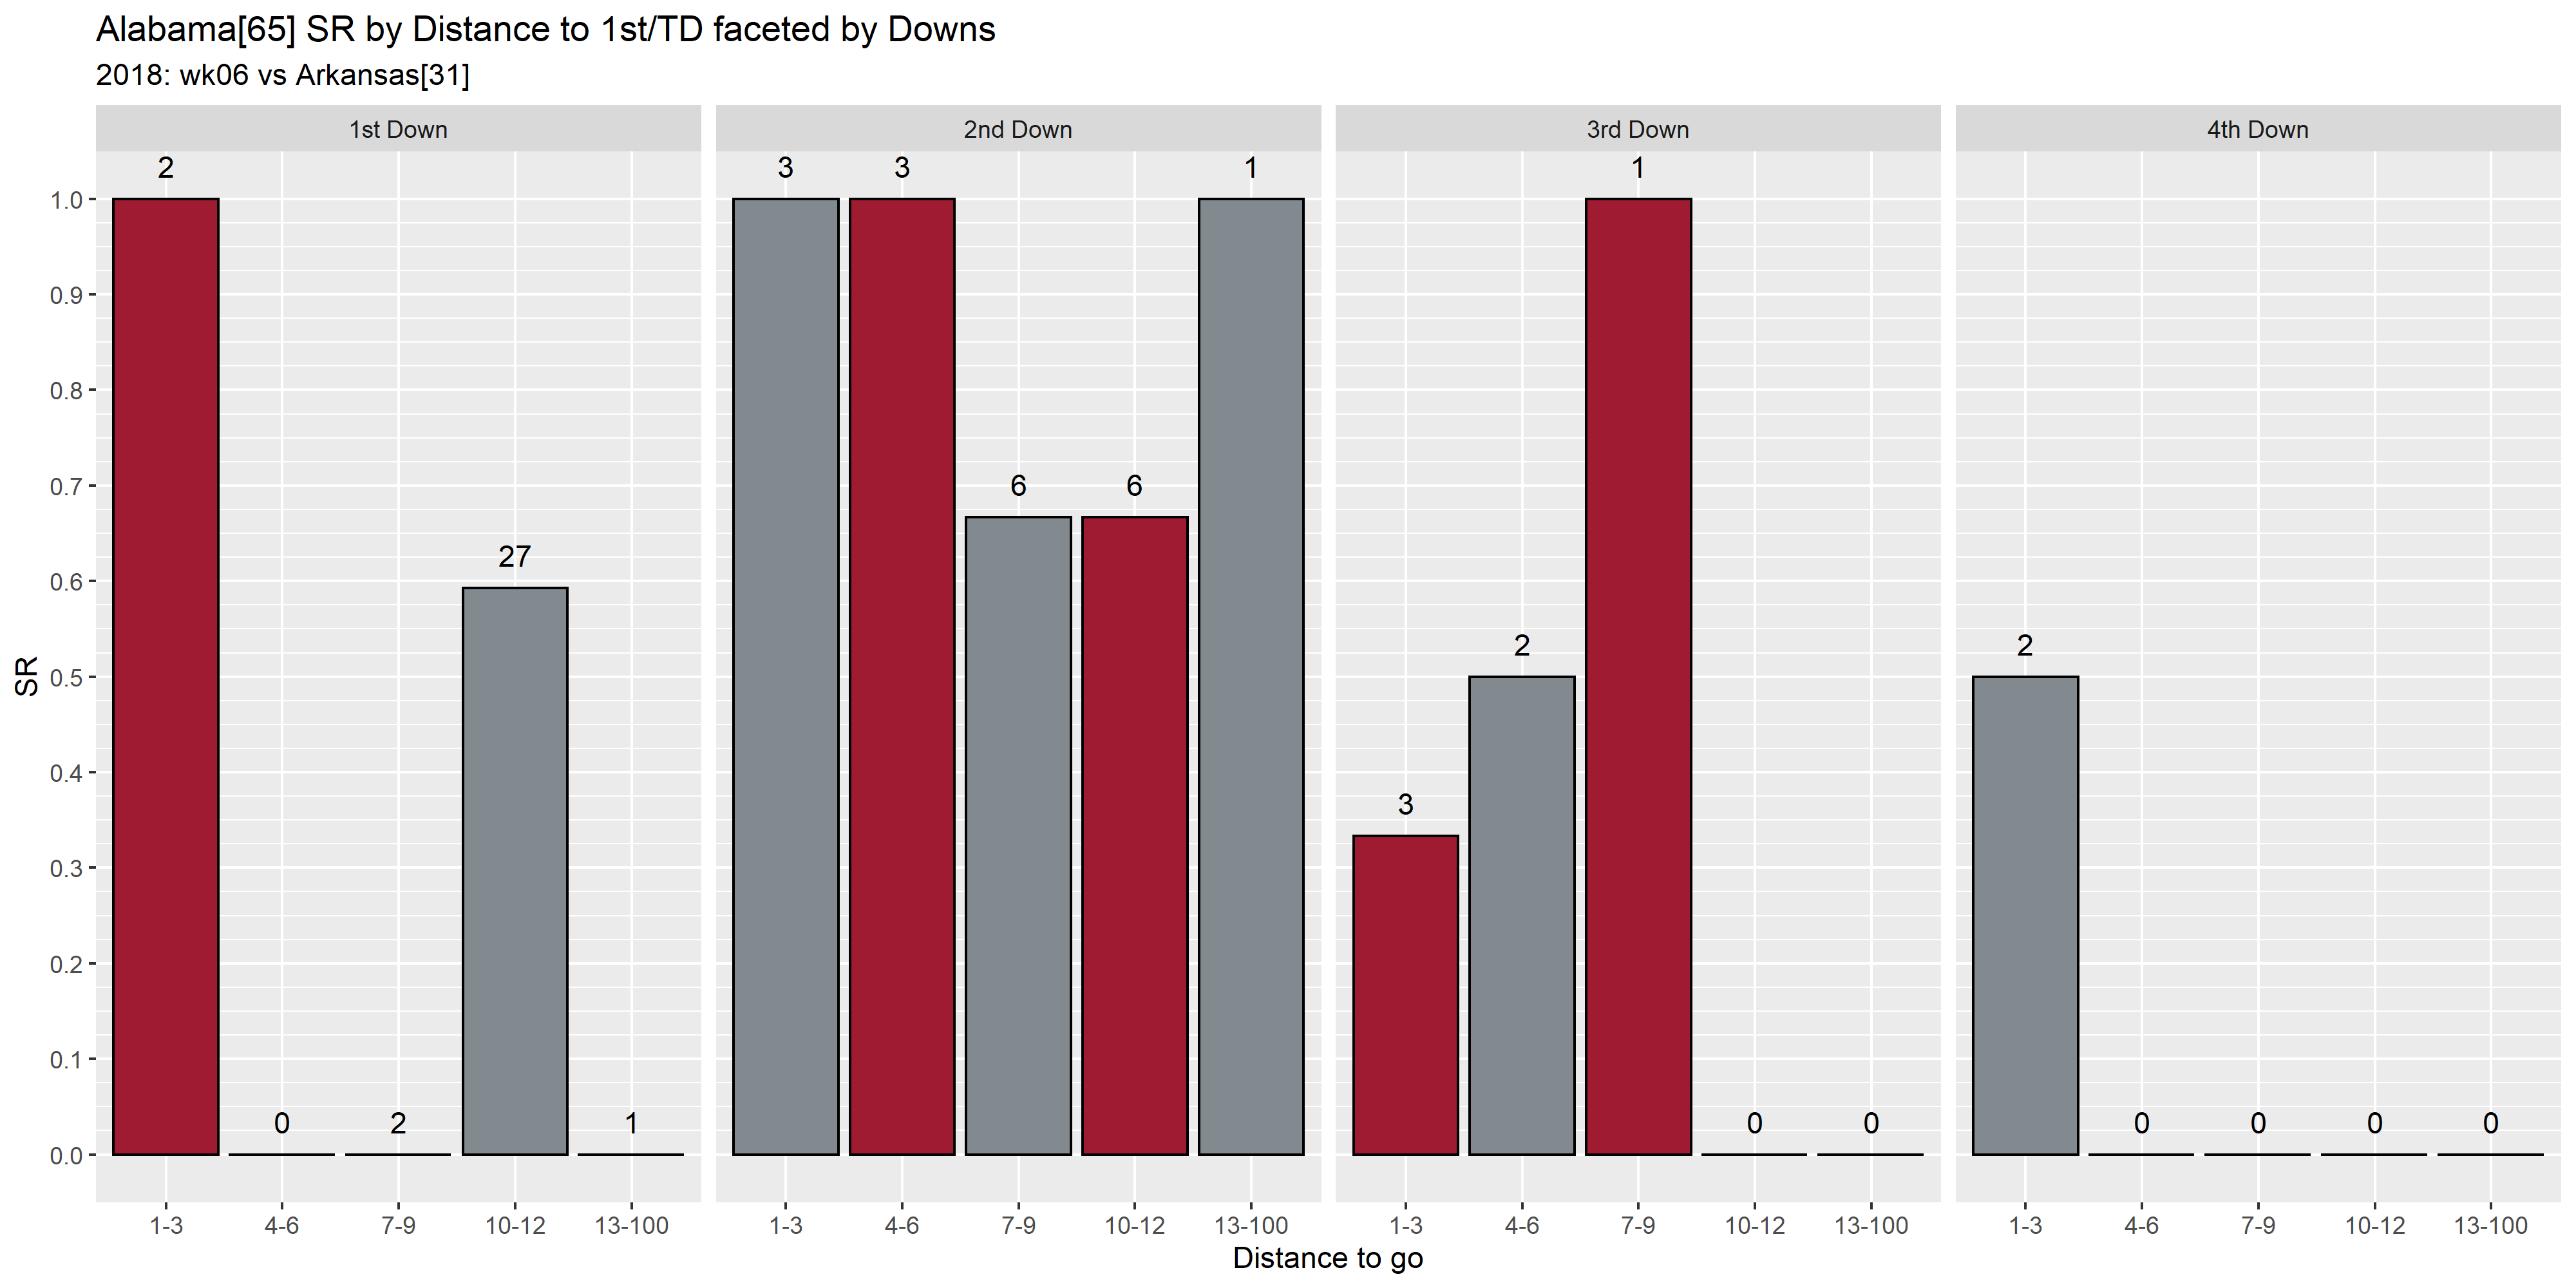 Alabama[65] SR by Distance to 1st/TD faceted by Downs
2018: wk06 vs Arkansas[31]
1st Down 2nd Down 3rd Down 4th Down
2 3 3 1 1
1.0
0.9
0.8
0.7
6 6
27
0.6
2 2
0.5
SR
0.4
3
0.3
0.2
0.1
0 2 1 0 0 0 0 0 0
0.0
1-3 4-6 7-9 10-12 13-100 1-3 4-6 7-9 10-12 13-100 1-3 4-6 7-9 10-12 13-100 1-3 4-6 7-9 10-12 13-100
Distance to go